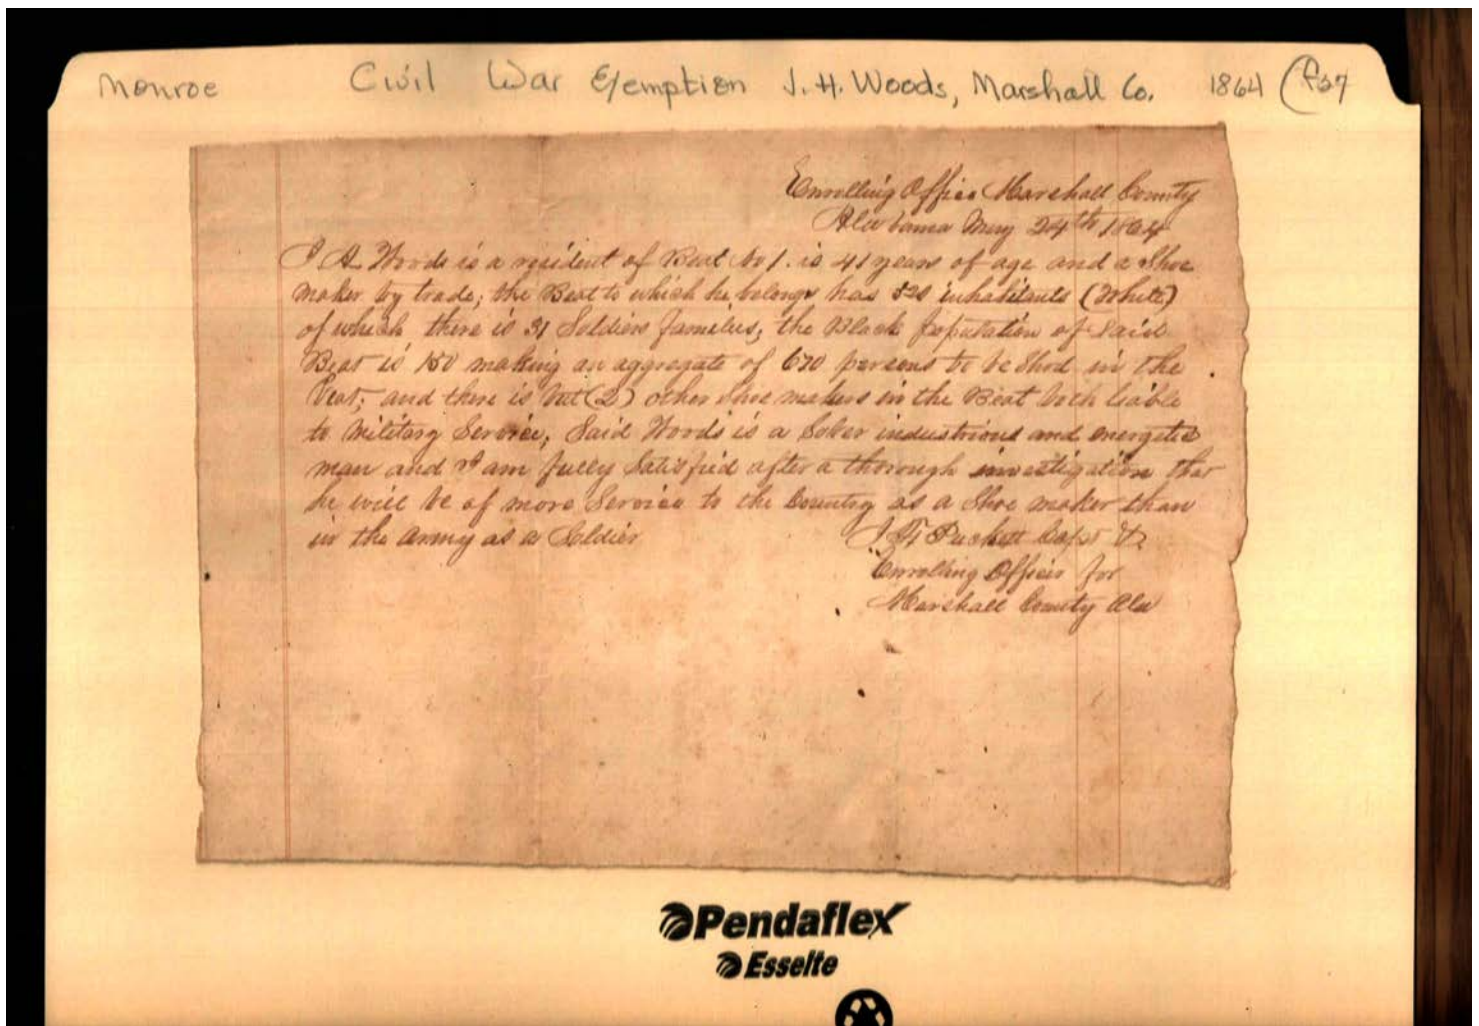 Monroe Civil War Exemption J. H. Woods, Marshall Co. 1864 (f27
Enrolling Office Marshall County
Alabama May 24th 1864
J. H. Woods is a resident of Beat No 1. is 41 years of age and a Shoe
maker by trade; the Beat to which he belongs has 520 inhabitants (White)
of which there is 31 Soldiers families; the Black population of Said
Beat is 150 making an aggregate of 670 persons to be Shod in the
Beat; and there is but (2) other shoe makers in the Beat both liable
to Military Service, Said Woods is a Sober industrious and energetic
man and I am fully Satisfied after a thorough investigation that
he will be of more Service to the Country as a Shoe maker than
in the Army as a Soldier
Puckett Capt &
Enrolling Officer for
Marshall County Ala
Pendaflex
Esselte